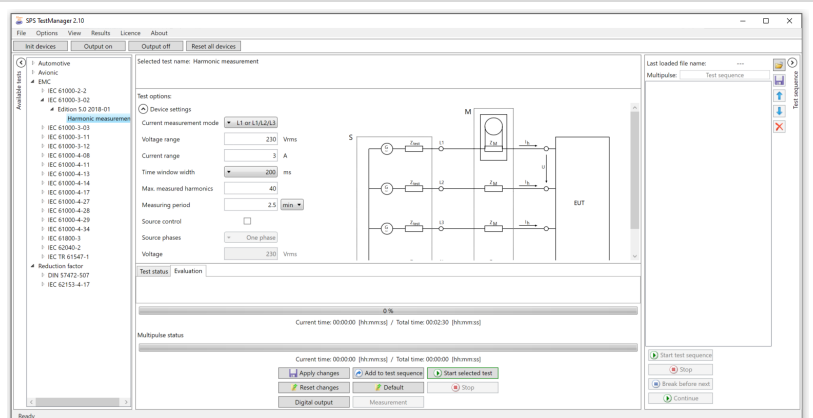 SPS TestManager 2.10
File Options View Results Licence About
Init devices Output on Output off Reset all devices
Available tests
Automotive
Avionic
EMC
IEC 61000-2-2
IEC 61000-3-02
Edition 5.0 2018-01
Harmonic measuremen
IEC 61000-3-03
IEC 61000-3-11
IEC 61000-3-12
IEC 61000-4-08
IEC 61000-4-11
IEC 61000-4-13
IEC 61000-4-14
IEC 61000-4-17
IEC 61000-4-27
IEC 61000-4-28
IEC 61000-4-29
IEC 61000-4-34
IEC 61800-3
IEC 62040-2
IEC TR 61547-1
Reduction factor
DIN 57472-507
IEC 62153-4-17
Selected test name: Harmonic measurement
Test options:
Device settings
Current measurement mode L1 or L1/L2/L3
Voltage range 230 Vrms
Current range 3 A
Time window width 200 ms
Max. measured harmonics 40
Measuring period 2.5 min.
Source control
Source phases One phase
Voltage 230 Vrms
M
S
G L1 ZM Ih
U
G L2 ZM Ih
EUT
G L3 ZM Ih
Test status Evaluation
0 %
Current time: 00:00:00 [hh:mm:ss] / Total time: 00:02:30 [hh:mm:ss]
Multipulse status
Current time: 00:00:00 [hh:mm:ss] / Total time: 00:00:00 [hh:mm:ss]
Apply changes Add to test sequence Start selected test
Reset changes Default Stop
Digital output Measurement
Last loaded file name: ---
Multipulse: Test sequence
Test sequence
Start test sequence
Stop
Break before next
Continue
Ready